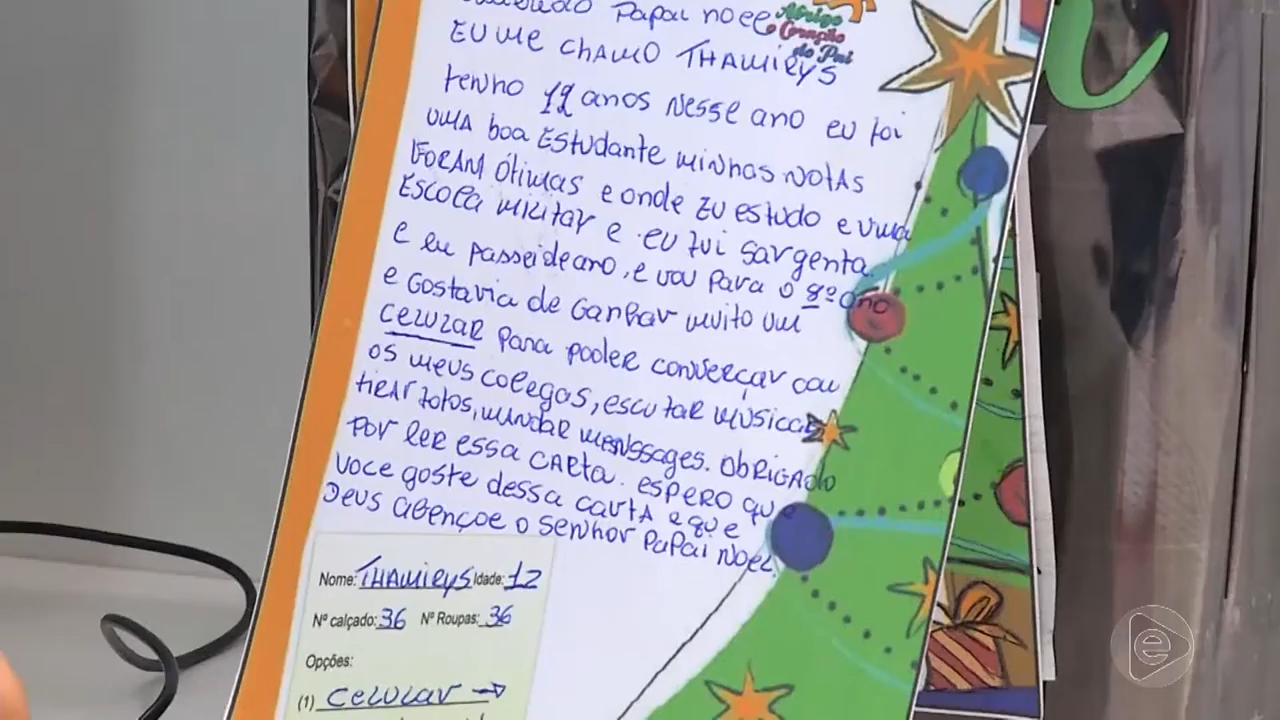 Papai noel
Abrigo
o Coração
do Pai
EU ME CHAMO THAMIRYS
tenho 12 anos Nesse ano eu foi
UMA boa EStudante minhas NOtAS
FORAM ÓtiMAS e onde EU estudo e uma
EScola militar e eu fui sargenta
e eu passei de ano, e vou para o 8º ano
e Gostaria de Ganhar muito um
CELULAR para poder converçar com
os meus colegas, escutar músicas
tirar fotos, mandar menssages. OBRIGAdo
por ler essa CARta. espero que
voce goste dessa carta e que
Deus abençoe o senhor Papai Noel.
Nome: THAMIRYS Idade: 12
Nº calçado: 36 Nº Roupas: 36
Opções:
(1) CELULAR →
e